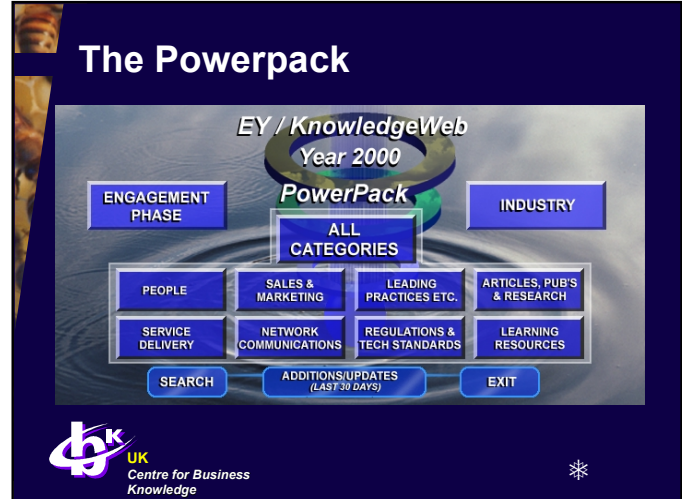 The Powerpack
EY / KnowledgeWeb
Year 2000
PowerPack
ENGAGEMENT
PHASE
INDUSTRY
ALL
CATEGORIES
PEOPLE
SALES &
MARKETING
LEADING
PRACTICES ETC.
ARTICLES, PUB'S
& RESEARCH
SERVICE
DELIVERY
NETWORK
COMMUNICATIONS
REGULATIONS &
TECH STANDARDS
LEARNING
RESOURCES
SEARCH
ADDITIONS/UPDATES
(LAST 30 DAYS)
EXIT
bK
UK
Centre for Business
Knowledge